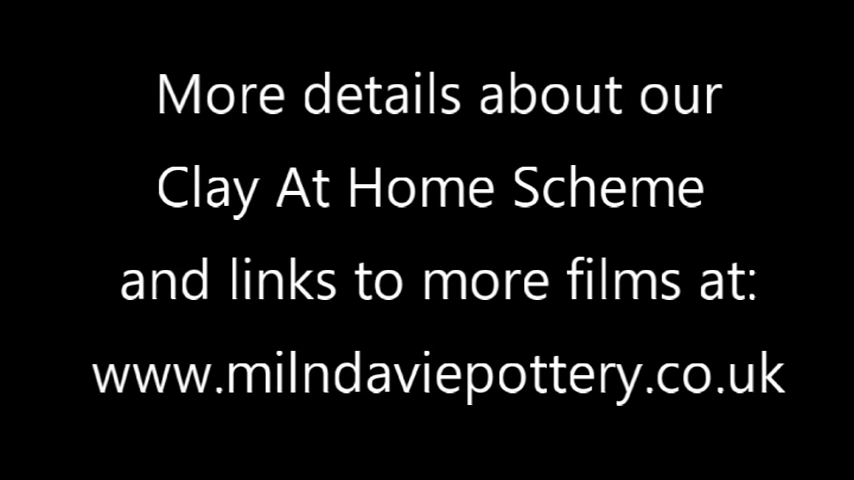 More details about our
Clay At Home Scheme
and links to more films at:
www.milndaviepottery.co.uk